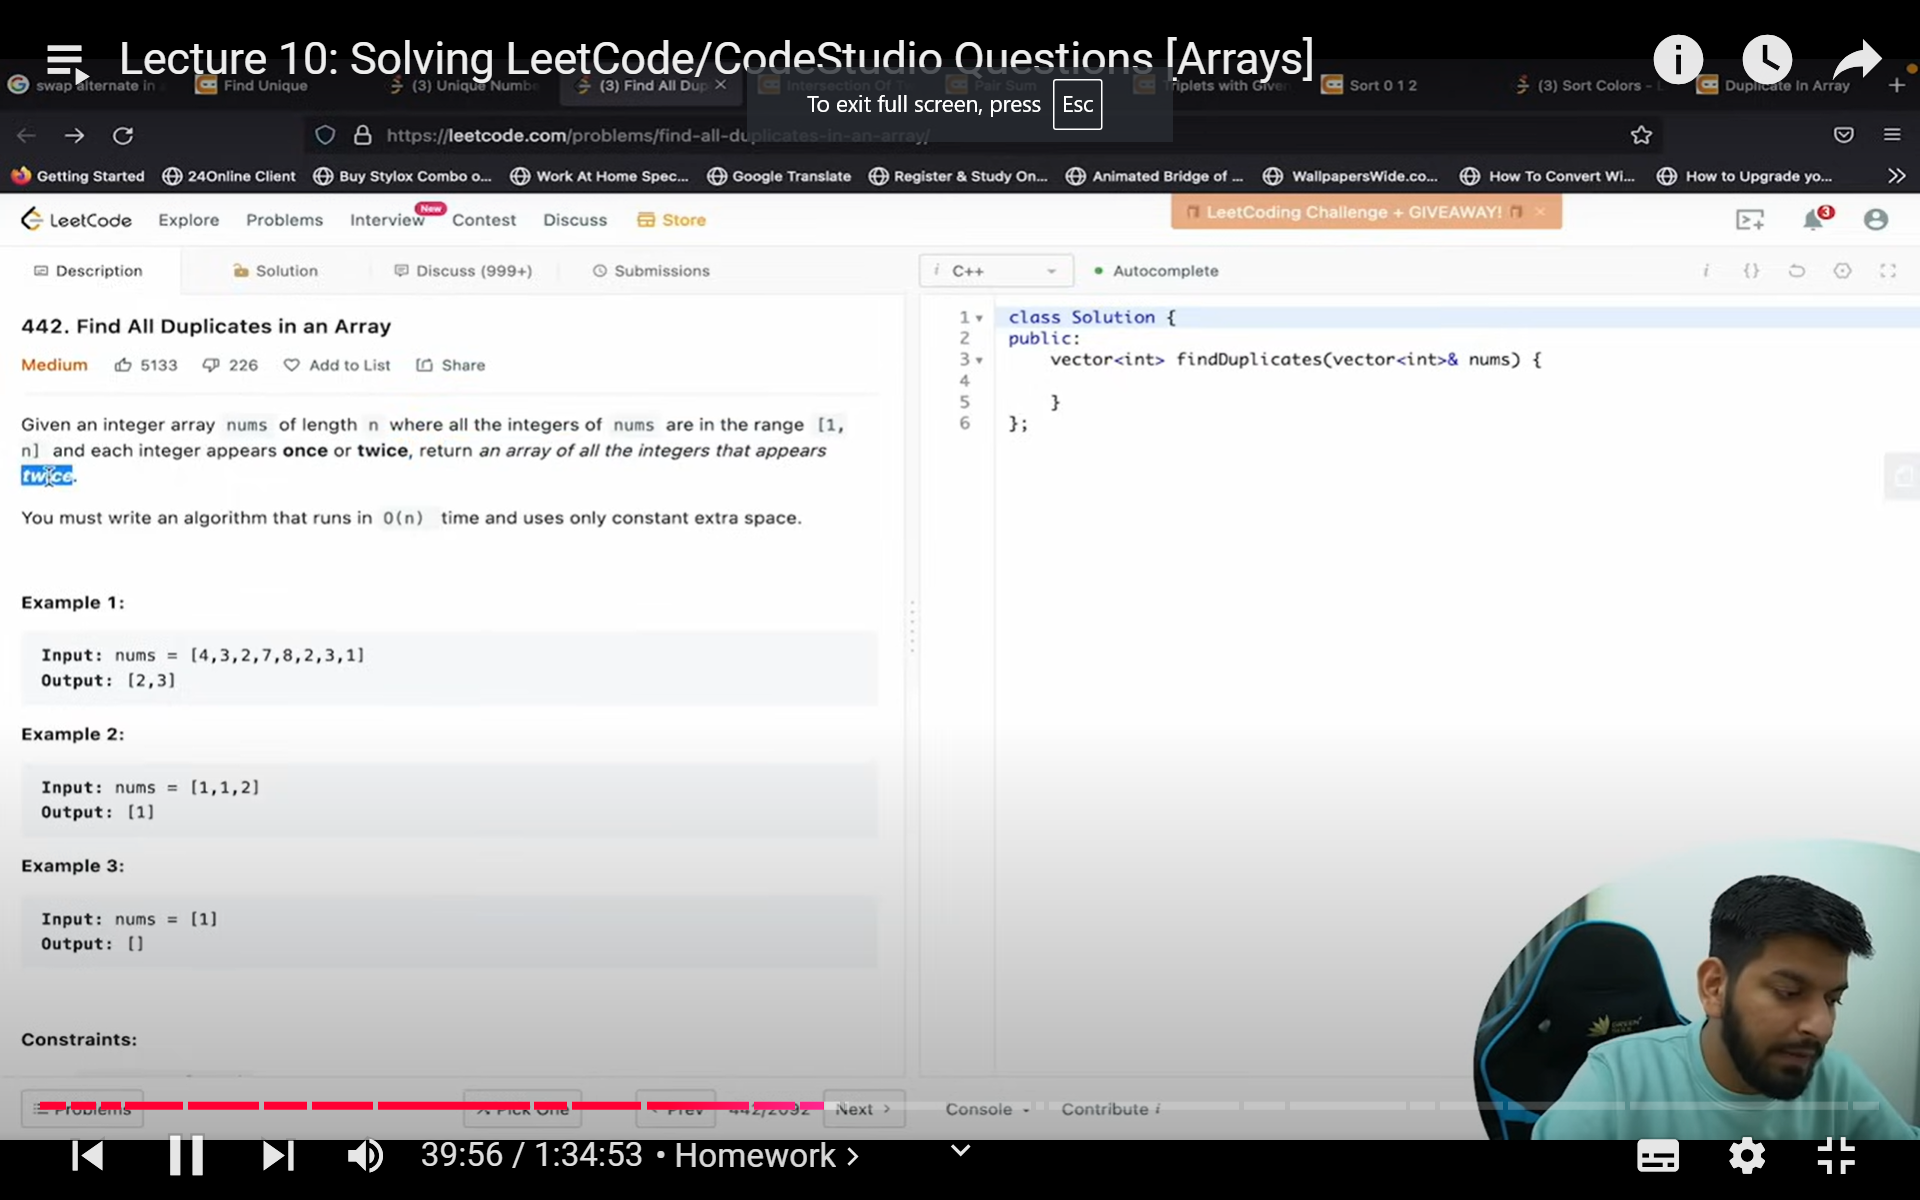 Lecture 10: Solving LeetCode/CodeStudio Questions [Arrays]
swap alternate in
Find Unique
(3) Unique Numb
(3) Find All Dup
Intersection Of
Pair Sum
Triplets with Given
Sort 0 1 2
(3) Sort Colors -
Duplicate In Array
To exit full screen, press Esc
https://leetcode.com/problems/find-all-duplicates-in-an-array/
Getting Started
24Online Client
Buy Stylox Combo o...
Work At Home Spec...
Google Translate
Register & Study On...
Animated Bridge of ...
WallpapersWide.co...
How To Convert Wi...
How to Upgrade yo...
LeetCode
Explore
Problems
Interview
New
Contest
Discuss
Store
LeetCoding Challenge + GIVEAWAY!
3
Description
Solution
Discuss (999+)
Submissions
i C++
Autocomplete
i {}
442. Find All Duplicates in an Array
Medium 5133 226 Add to List Share
Given an integer array nums of length n where all the integers of nums are in the range [1,
n] and each integer appears once or twice, return an array of all the integers that appears
twice.
You must write an algorithm that runs in O(n) time and uses only constant extra space.
Example 1:
Input: nums = [4,3,2,7,8,2,3,1]
Output: [2,3]
Example 2:
Input: nums = [1,1,2]
Output: [1]
Example 3:
Input: nums = [1]
Output: []
Constraints:
1 class Solution {
2 public:
3 vector<int> findDuplicates(vector<int>& nums) {
4
5 }
6 };
Problems
Pick One
Prev
442/2092
Next
Console
Contribute i
39:56 / 1:34:53 • Homework